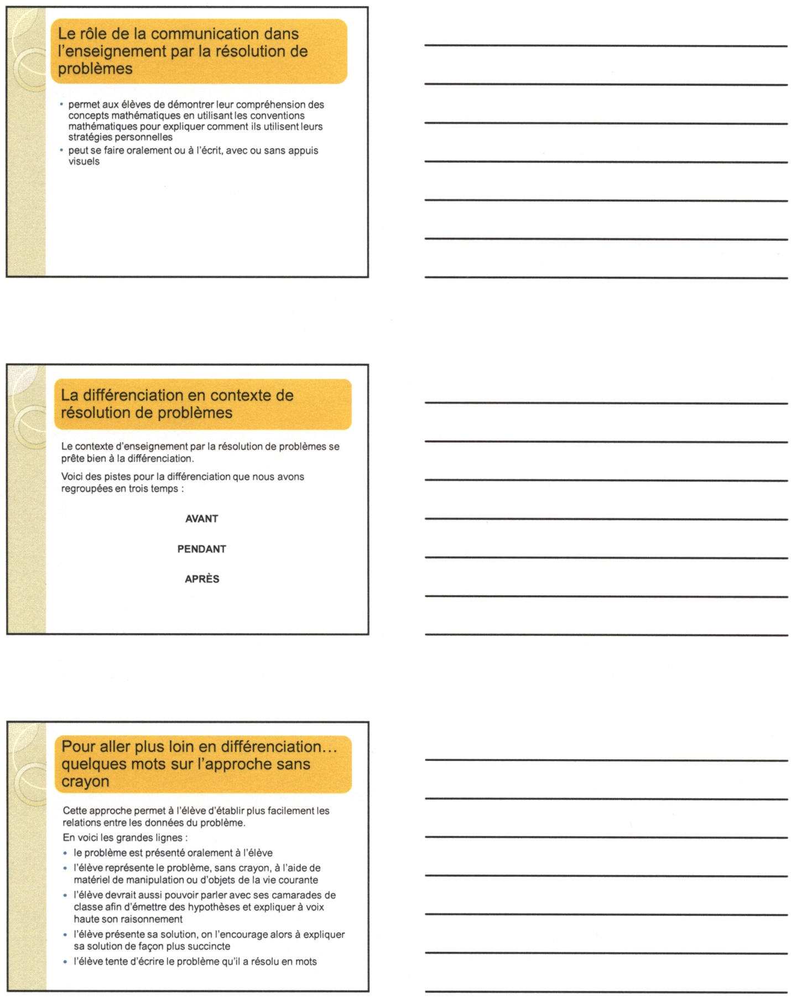 Le rôle de la communication dans
l'enseignement par la résolution de
problèmes
• permet aux élèves de démontrer leur compréhension des
concepts mathématiques en utilisant les conventions
mathématiques pour expliquer comment ils utilisent leurs
stratégies personnelles
• peut se faire oralement ou à l'écrit, avec ou sans appuis
visuels
La différenciation en contexte de
résolution de problèmes
Le contexte d'enseignement par la résolution de problèmes se
prête bien à la différenciation.
Voici des pistes pour la différenciation que nous avons
regroupées en trois temps :
AVANT
PENDANT
APRÈS
Pour aller plus loin en différenciation…
quelques mots sur l'approche sans
crayon
Cette approche permet à l'élève d'établir plus facilement les
relations entre les données du problème.
En voici les grandes lignes :
• le problème est présenté oralement à l'élève
• l'élève représente le problème, sans crayon, à l'aide de
matériel de manipulation ou d'objets de la vie courante
• l'élève devrait aussi pouvoir parler avec ses camarades de
classe afin d'émettre des hypothèses et expliquer à voix
haute son raisonnement
• l'élève présente sa solution, on l'encourage alors à expliquer
sa solution de façon plus succincte
• l'élève tente d'écrire le problème qu'il a résolu en mots